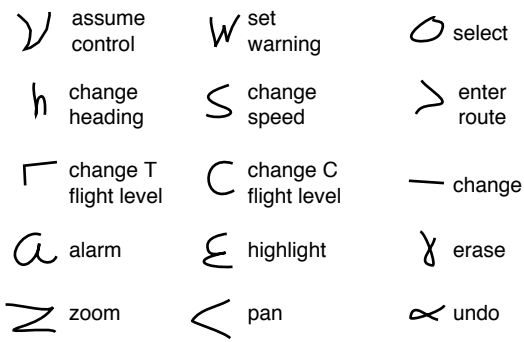 assume
control
set
warning
select
change
heading
change
speed
enter
route
change T
flight level
change C
flight level
change
alarm
highlight
erase
zoom
pan
undo